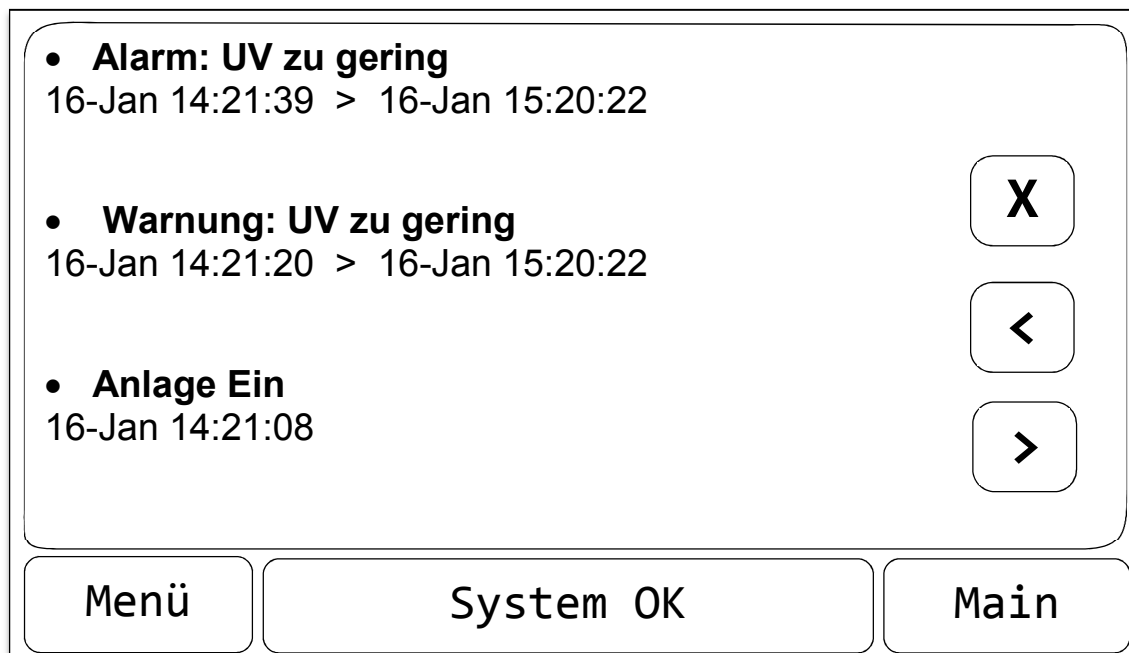 • Alarm: UV zu gering
16-Jan 14:21:39 > 16-Jan 15:20:22
X
• Warnung: UV zu gering
16-Jan 14:21:20 > 16-Jan 15:20:22
<
• Anlage Ein
16-Jan 14:21:08
>
Menü System OK Main